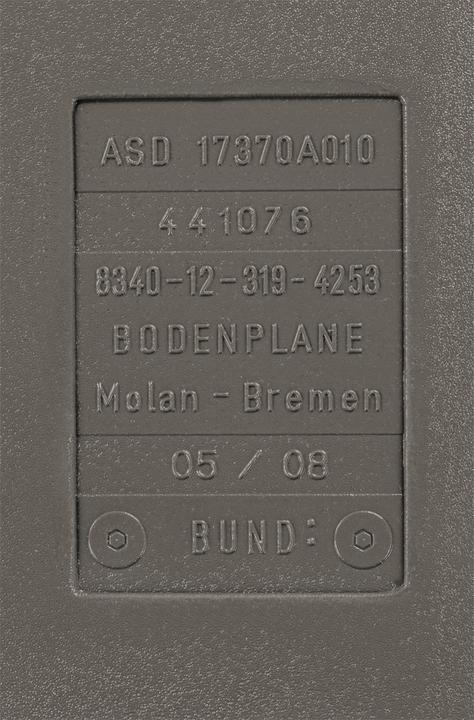 ASD 17370A010
441076
8340-12-319-4253
BODENPLANE
Molan - Bremen
05 / 08
BUND: